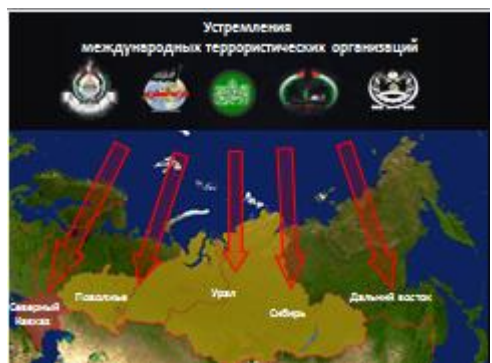 Устремления
международных террористических организаций
Поволжье
Урал
Сибирь
Дальний восток
Северный
Кавказ